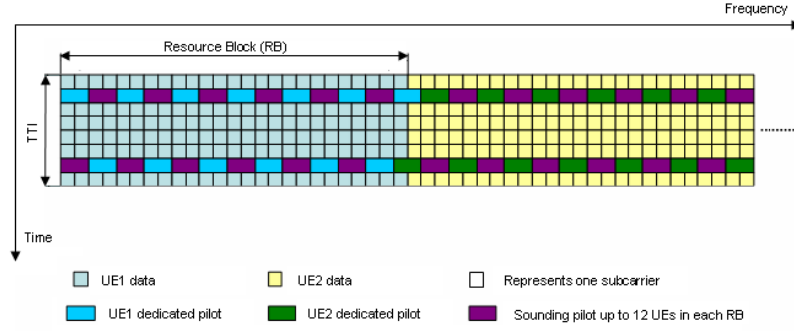 Frequency
Resource Block (RB)
TTI
Time
UE1 data
UE2 data
Represents one subcarrier
UE1 dedicated pilot
UE2 dedicated pilot
Sounding pilot up to 12 UEs in each RB